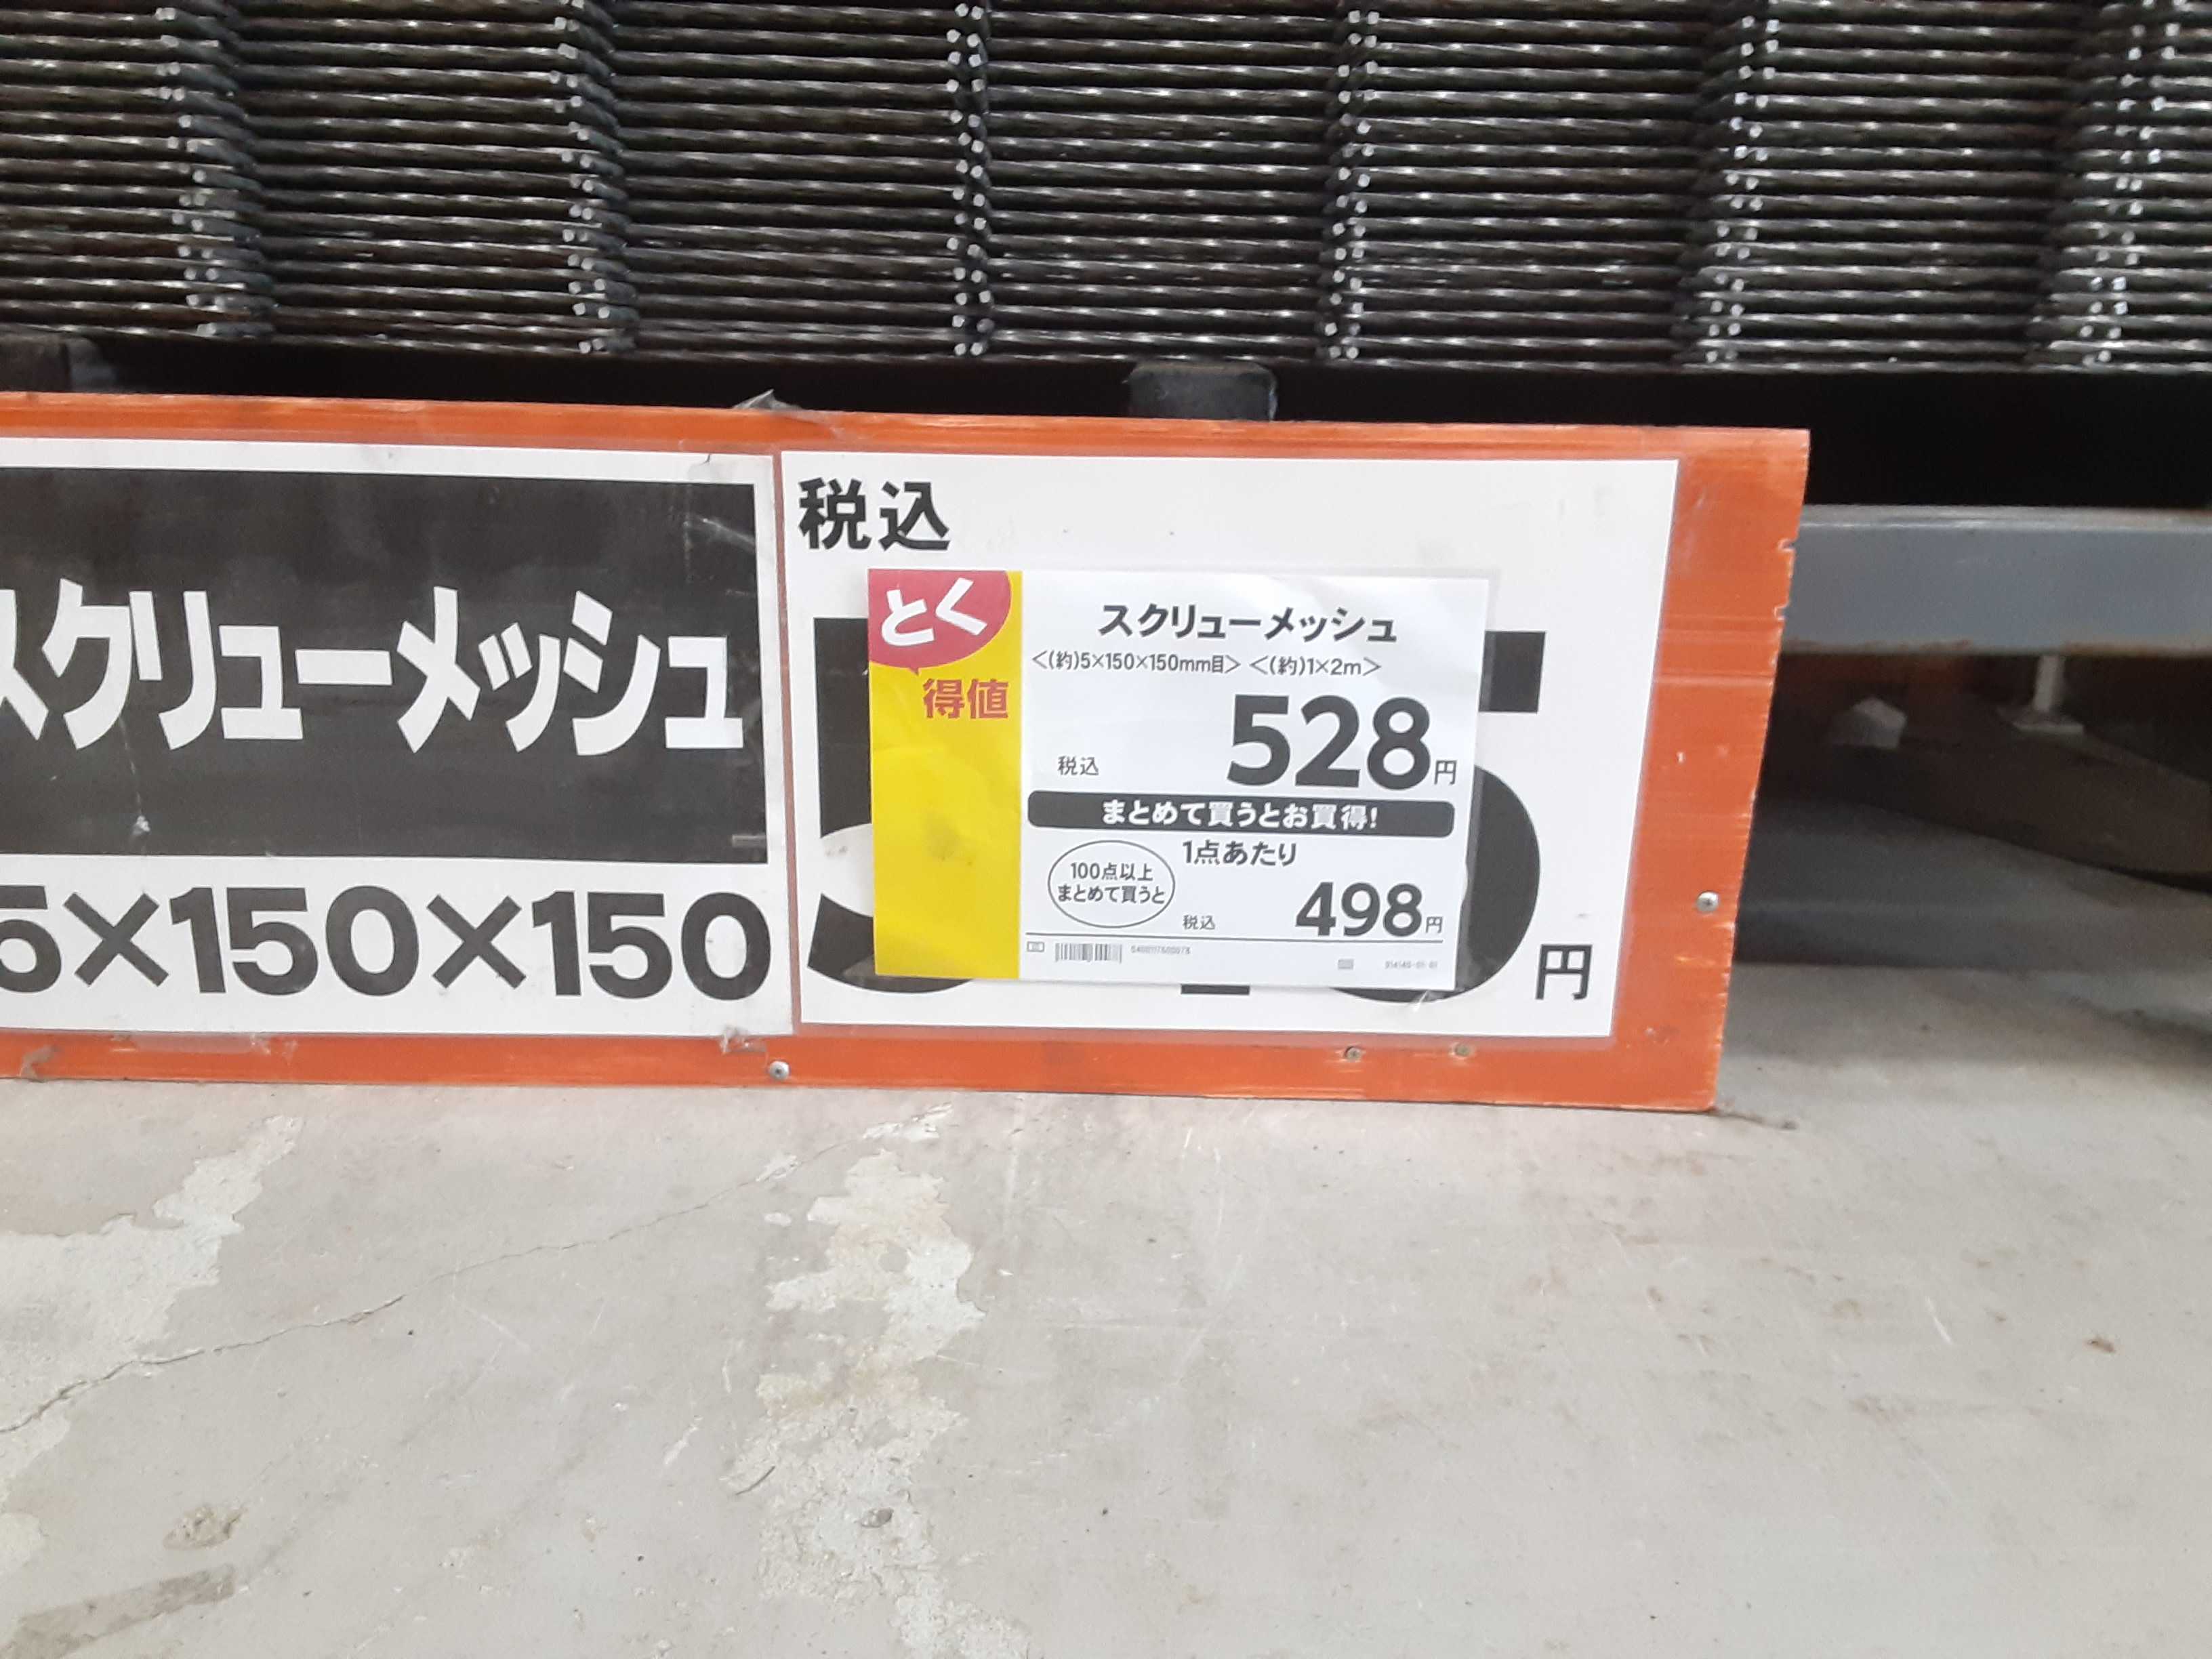 スクリューメッシュ
5×150×150
税込
円
とく
得値
スクリューメッシュ
<(約)5×150×150mm目> <(約)1×2m>
税込 528円
まとめて買うとお買得!
100点以上
まとめて買うと
1点あたり
税込 498円